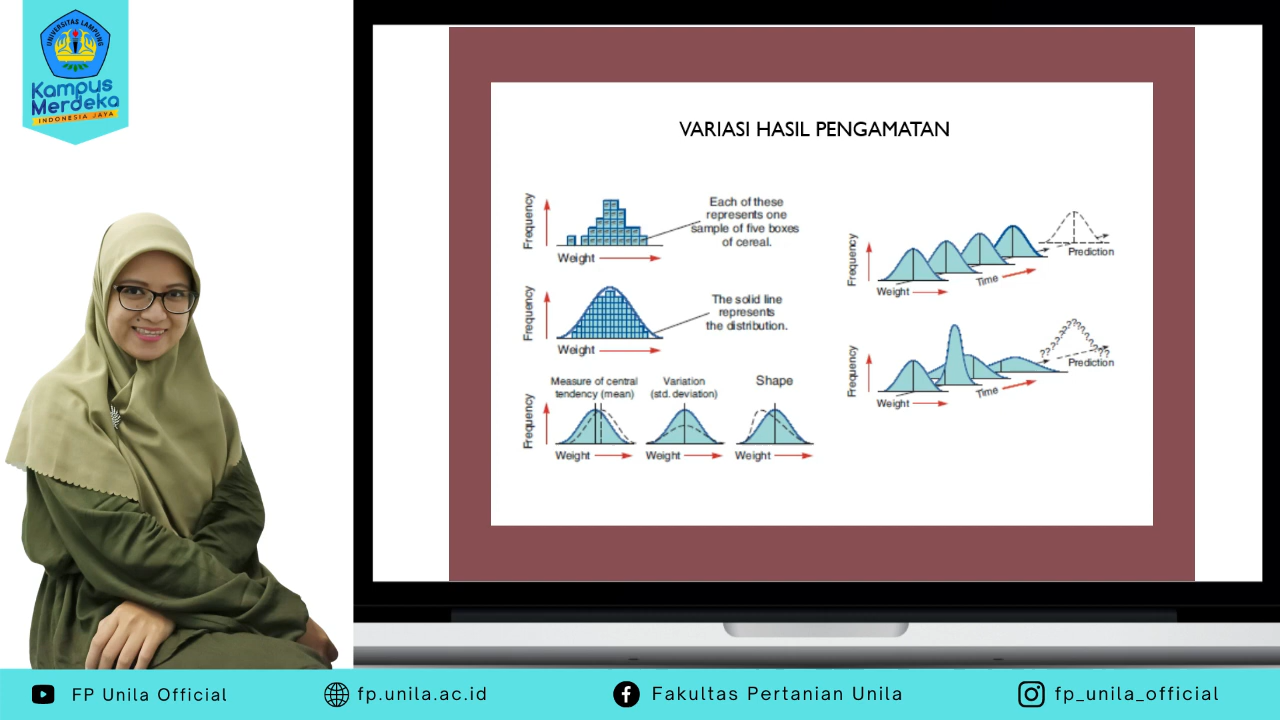 UNIVERSITAS LAMPUNG
Kampus
Merdeka
INDONESIA JAYA
VARIASI HASIL PENGAMATAN
Frequency
Weight
Each of these
represents one
sample of five boxes
of cereal.
Frequency
Weight
The solid line
represents
the distribution.
Measure of central
tendency (mean)
Variation
(std. deviation)
Shape
Frequency
Weight
Weight
Weight
Frequency
Weight
Time
Prediction
Frequency
Weight
Time
??????????????
Prediction
FP Unila Official
fp.unila.ac.id
Fakultas Pertanian Unila
fp_unila_official